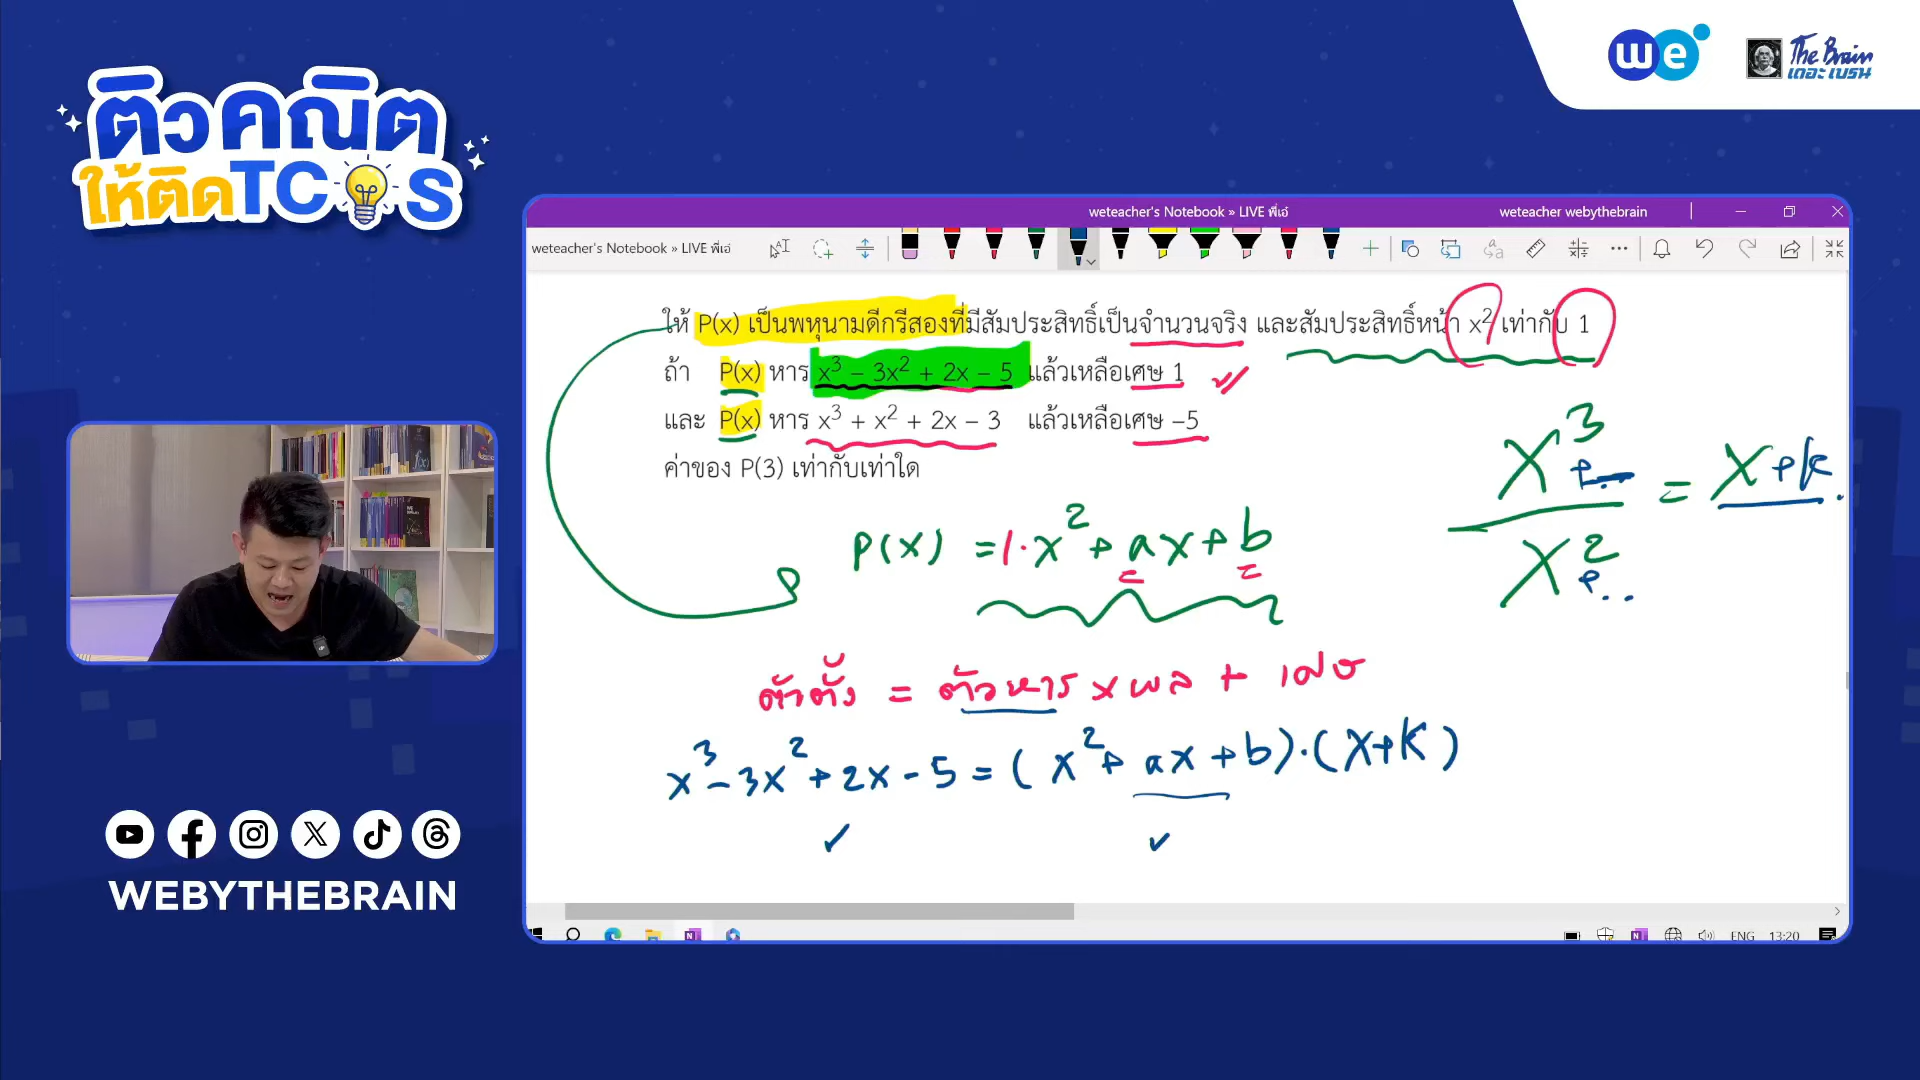 ติวคณิต
ให้ติด TCAS
we
The Brain
เดอะเบรน
weteacher's Notebook » LIVE พี่เอ๋
weteacher webybrain
weteacher's Notebook » LIVE พี่เอ๋
ให้ P(x) เป็นพหุนามดีกรีสองที่มีสัมประสิทธิ์เป็นจำนวนจริง และสัมประสิทธิ์หน้า x² เท่ากับ 1
ถ้า P(x) หาร x³ – 3x² + 2x – 5 แล้วเหลือเศษ 1
และ P(x) หาร x³ + x² + 2x – 3 แล้วเหลือเศษ –5
ค่าของ P(3) เท่ากับเท่าใด
x³ + ... / x² + ... = x+k
P(x) = 1·x² + ax + b
ตัวตั้ง = ตัวหาร × ผล + เศษ
x³ - 3x² + 2x - 5 = (x² + ax + b)·(x+k)
WEBYTHEBRAIN
ENG 13:20